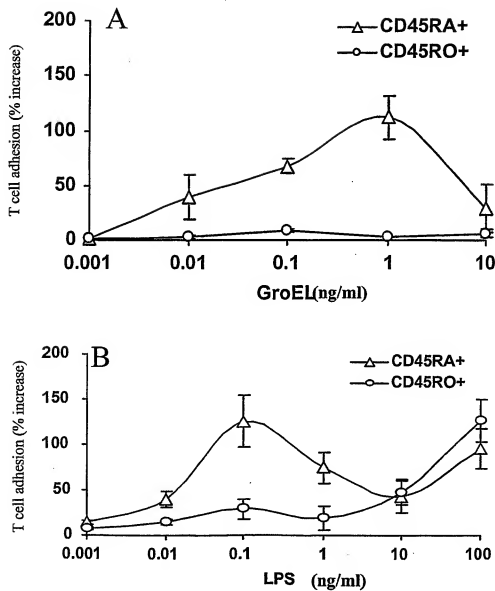 A
CD45RA+
CD45RO+
T cell adhesion (% increase)
200
150
100
50
0
0.001 0.01 0.1 1 10
GroEL(ng/ml)
B
CD45RA+
CD45RO+
T cell adhesion (% increase)
200
150
100
50
0
0.001 0.01 0.1 1 10 100
LPS (ng/ml)